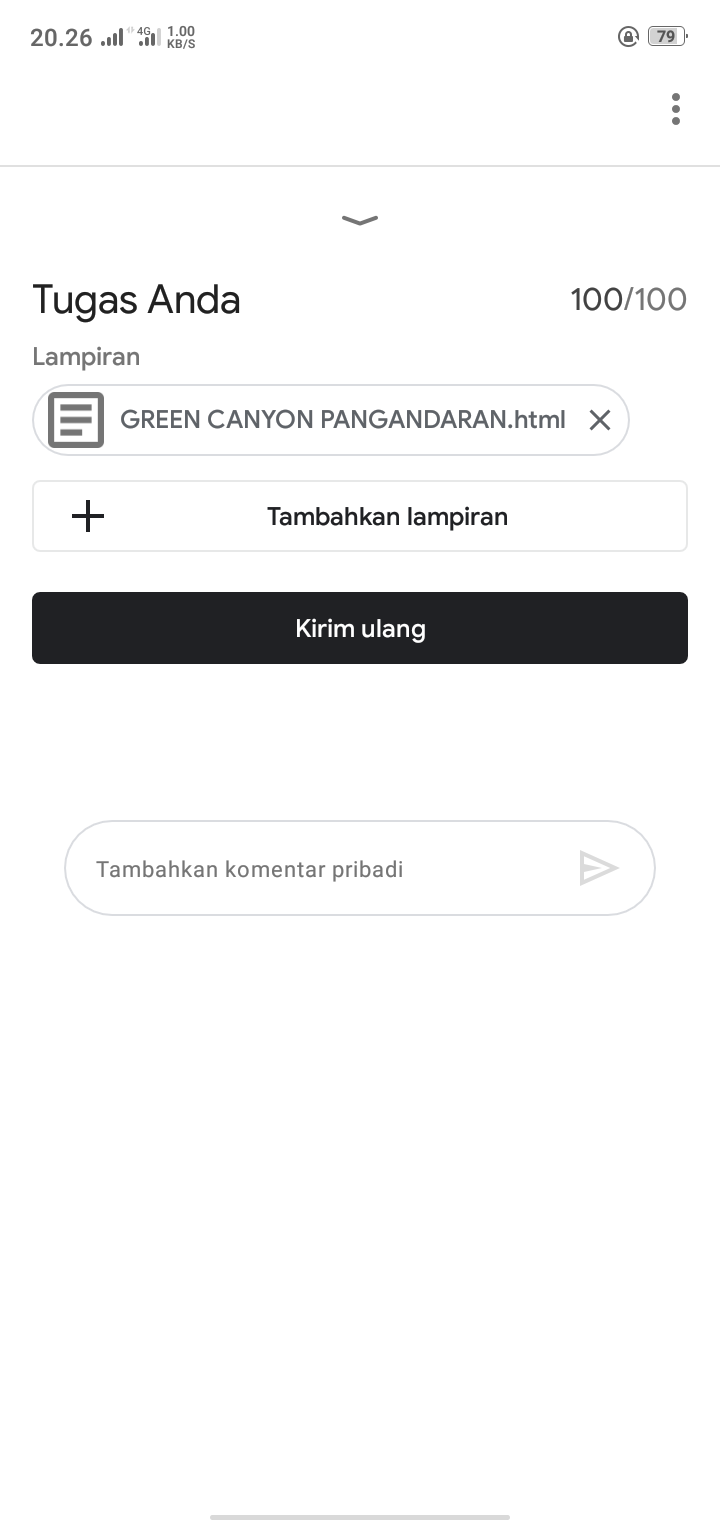 20.26 4G 1.00 KB/S 79
Tugas Anda 100/100
Lampiran
GREEN CANYON PANGANDARAN.html
Tambahkan lampiran
Kirim ulang
Tambahkan komentar pribadi